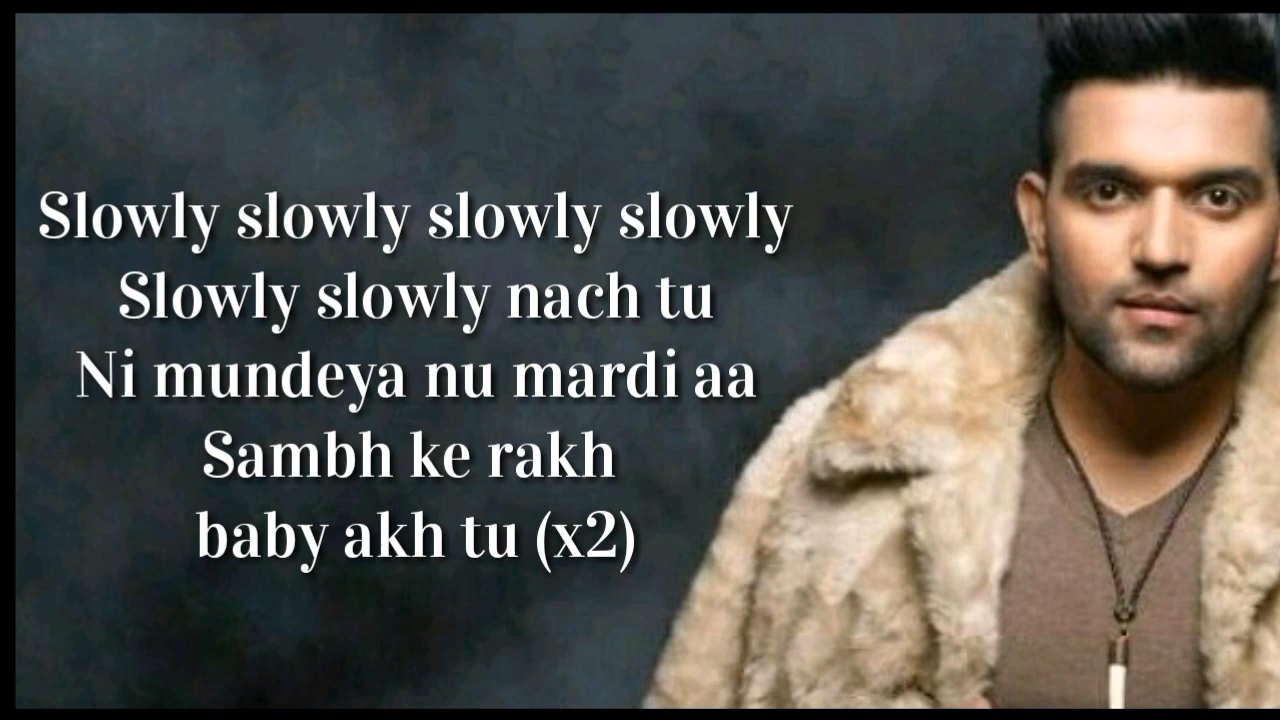 Slowly slowly slowly slowly
Slowly slowly nach tu
Ni mundeya nu mardi aa
Sambh ke rakh
baby akh tu (x2)